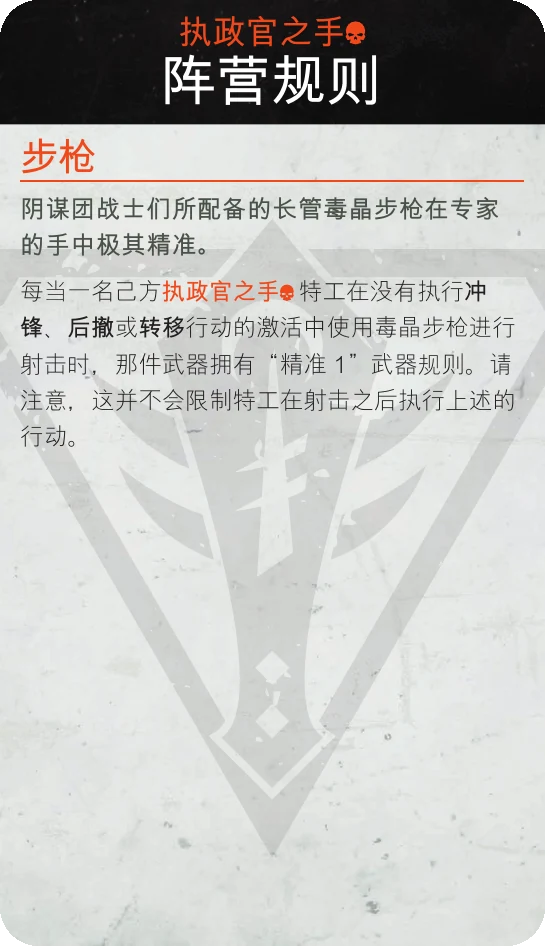 执政官之手
阵营规则
步枪
阴谋团战士们所配备的长管毒晶步枪在专家
的手中极其精准。
每当一名己方执政官之手特工在没有执行冲
锋、后撤或转移行动的激活中使用毒晶步枪进行
射击时，那件武器拥有“精准 1”武器规则。请
注意，这并不会限制特工在射击之后执行上述的
行动。